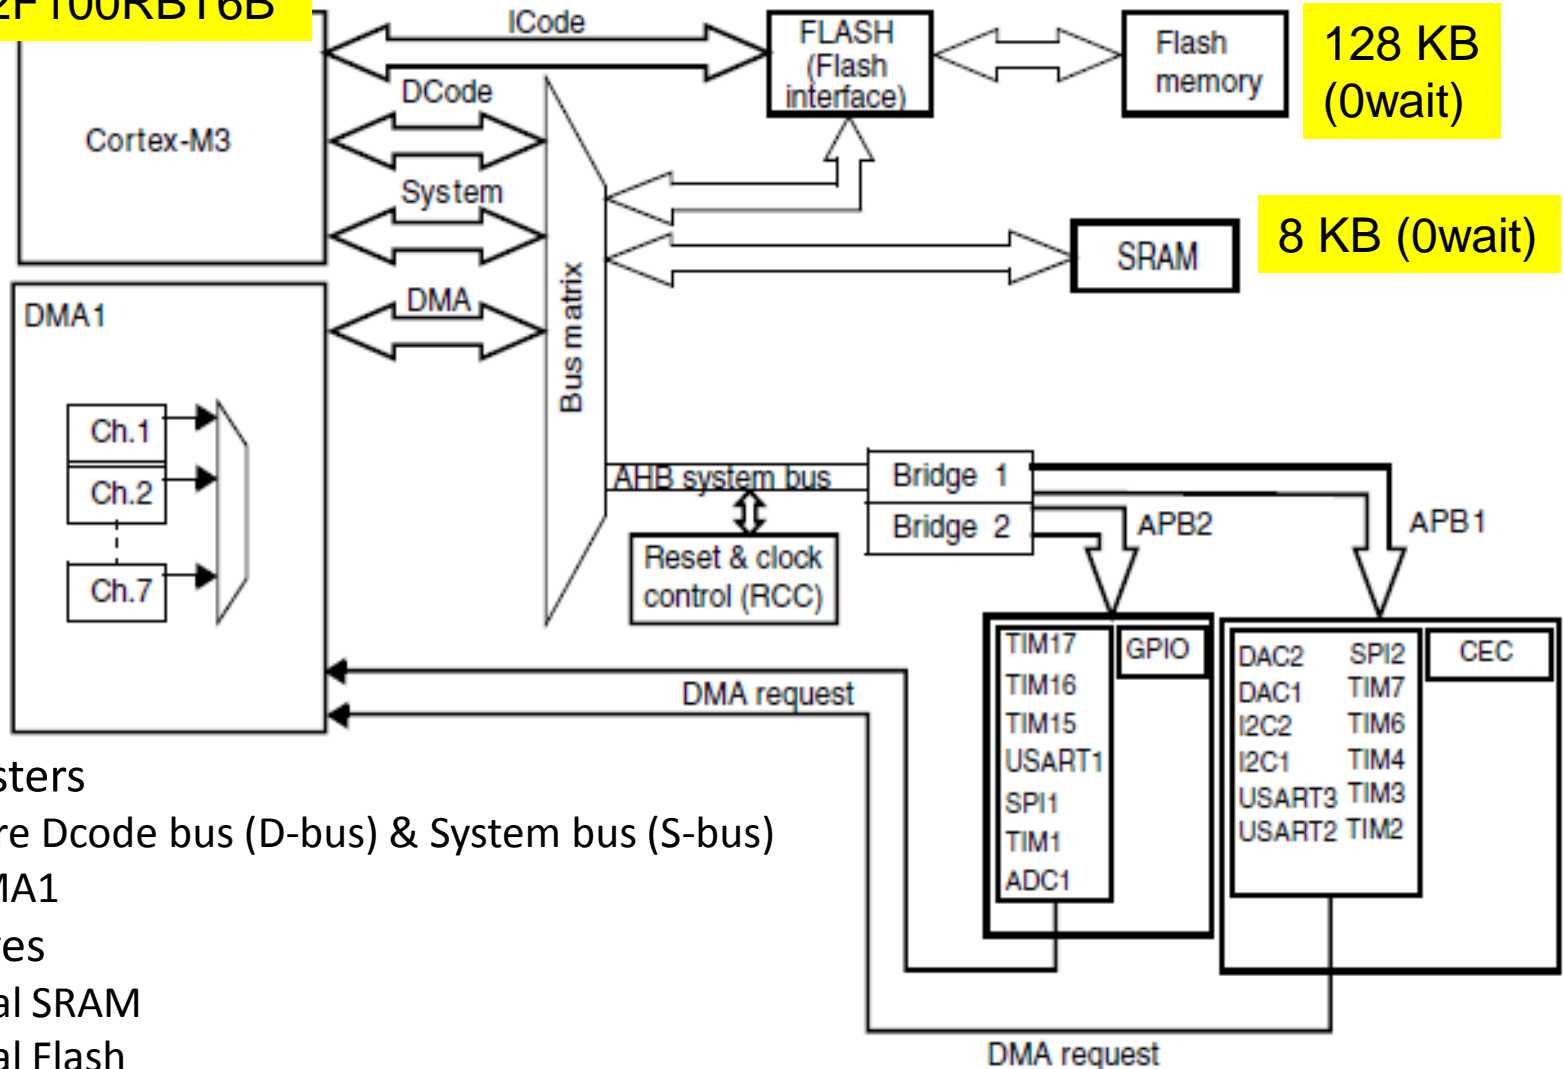 2F100RBT6B
ICode
FLASH
(Flash
interface)
Flash
memory
128 KB
(0wait)
DCode
Cortex-M3
System
SRAM
8 KB (0wait)
DMA
DMA1
Bus matrix
Ch.1
Ch.2
Ch.7
AHB system bus
Bridge 1
Bridge 2
APB2
APB1
Reset & clock
control (RCC)
TIM17
TIM16
TIM15
USART1
SPI1
TIM1
ADC1
GPIO
DAC2 SPI2
DAC1 TIM7
I2C2 TIM6
I2C1 TIM4
USART3 TIM3
USART2 TIM2
CEC
DMA request
sters
re Dcode bus (D-bus) & System bus (S-bus)
MA1
es
al SRAM
al Flash
DMA request